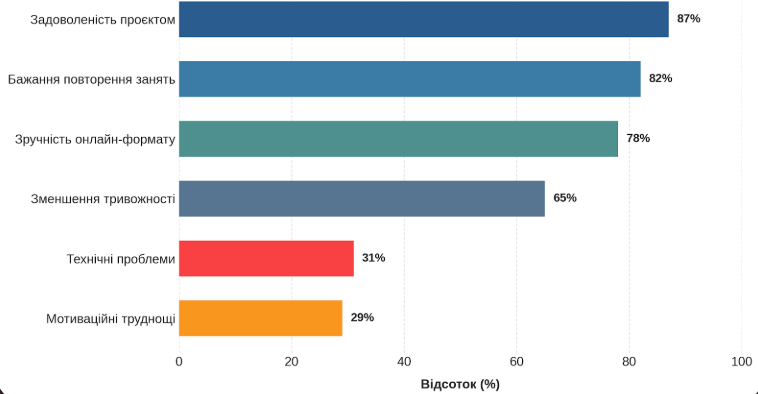 Задоволеність проєктом 87%
Бажання повторення занять 82%
Зручність онлайн-формату 78%
Зменшення тривожності 65%
Технічні проблеми 31%
Мотиваційні труднощі 29%
0 20 40 60 80 100
Відсоток (%)